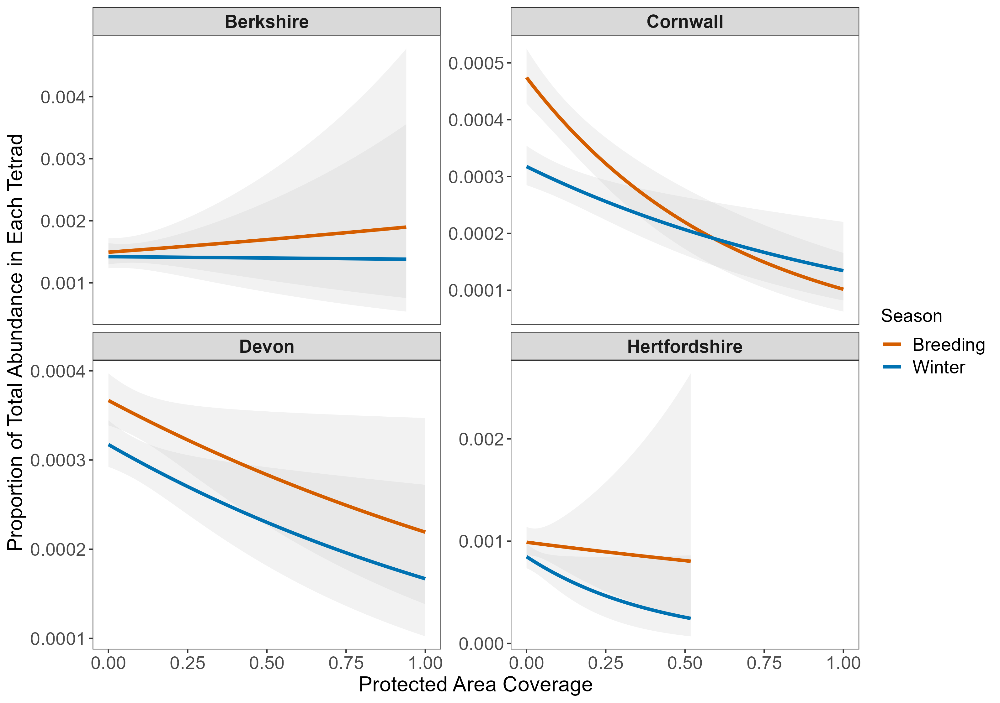 Berkshire
Cornwall
0.004
0.003
0.002
0.001
0.0005
0.0004
0.0003
0.0002
0.0001
Proportion of Total Abundance in Each Tetrad
Devon
Hertfordshire
0.0004
0.0003
0.0002
0.0001
0.002
0.001
0.000
0.00 0.25 0.50 0.75 1.00
0.00 0.25 0.50 0.75 1.00
Protected Area Coverage
Season
Breeding
Winter